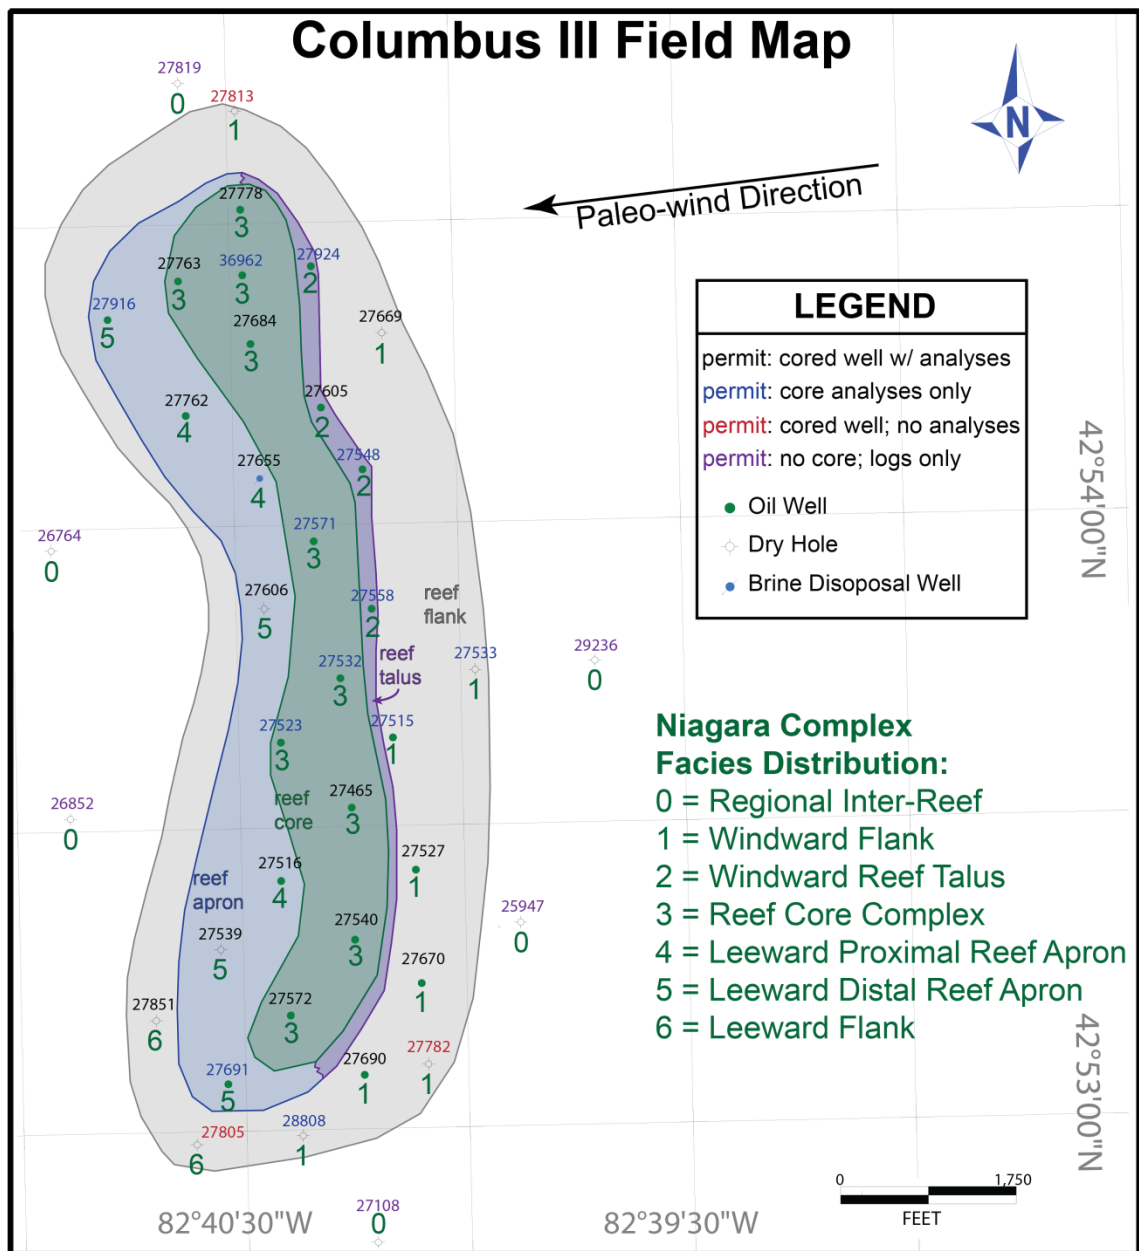 Columbus III Field Map
27819
0
27813
1
N
Paleo-wind Direction
27778
3
27763
3
36962
3
27924
2
27916
5
27684
3
27669
1
LEGEND
permit: cored well w/ analyses
permit: core analyses only
permit: cored well; no analyses
permit: no core; logs only
Oil Well
Dry Hole
Brine Disoposal Well
27762
4
27605
2
27655
4
27548
2
42°54'00"N
26764
0
27571
3
27606
5
27558
2
reef
flank
27533
1
29236
0
27532
3
reef
talus
27523
3
27515
1
Niagara Complex
Facies Distribution:
0 = Regional Inter-Reef
1 = Windward Flank
2 = Windward Reef Talus
3 = Reef Core Complex
4 = Leeward Proximal Reef Apron
5 = Leeward Distal Reef Apron
6 = Leeward Flank
26852
0
reef
core
27465
3
27516
4
27527
1
reef
apron
25947
0
27539
5
27540
3
27670
1
27851
6
27572
3
27690
1
27782
1
42°53'00"N
27691
5
27805
6
28808
1
27108
0
82°40'30"W
82°39'30"W
0
1,750
FEET